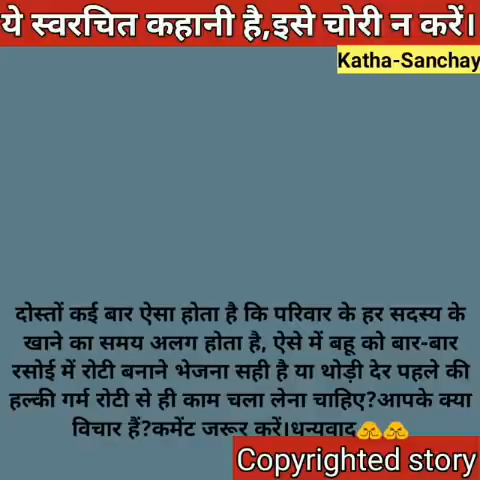 ये स्वरचित कहानी है,इसे चोरी न करें।
Katha-Sanchay
दोस्तों कई बार ऐसा होता है कि परिवार के हर सदस्य के
खाने का समय अलग होता है, ऐसे में बहू को बार-बार
रसोई में रोटी बनाने भेजना सही है या थोड़ी देर पहले की
हल्की गर्म रोटी से ही काम चला लेना चाहिए?आपके क्या
विचार हैं?कमेंट जरूर करें।धन्यवाद🙏🙏
Copyrighted story